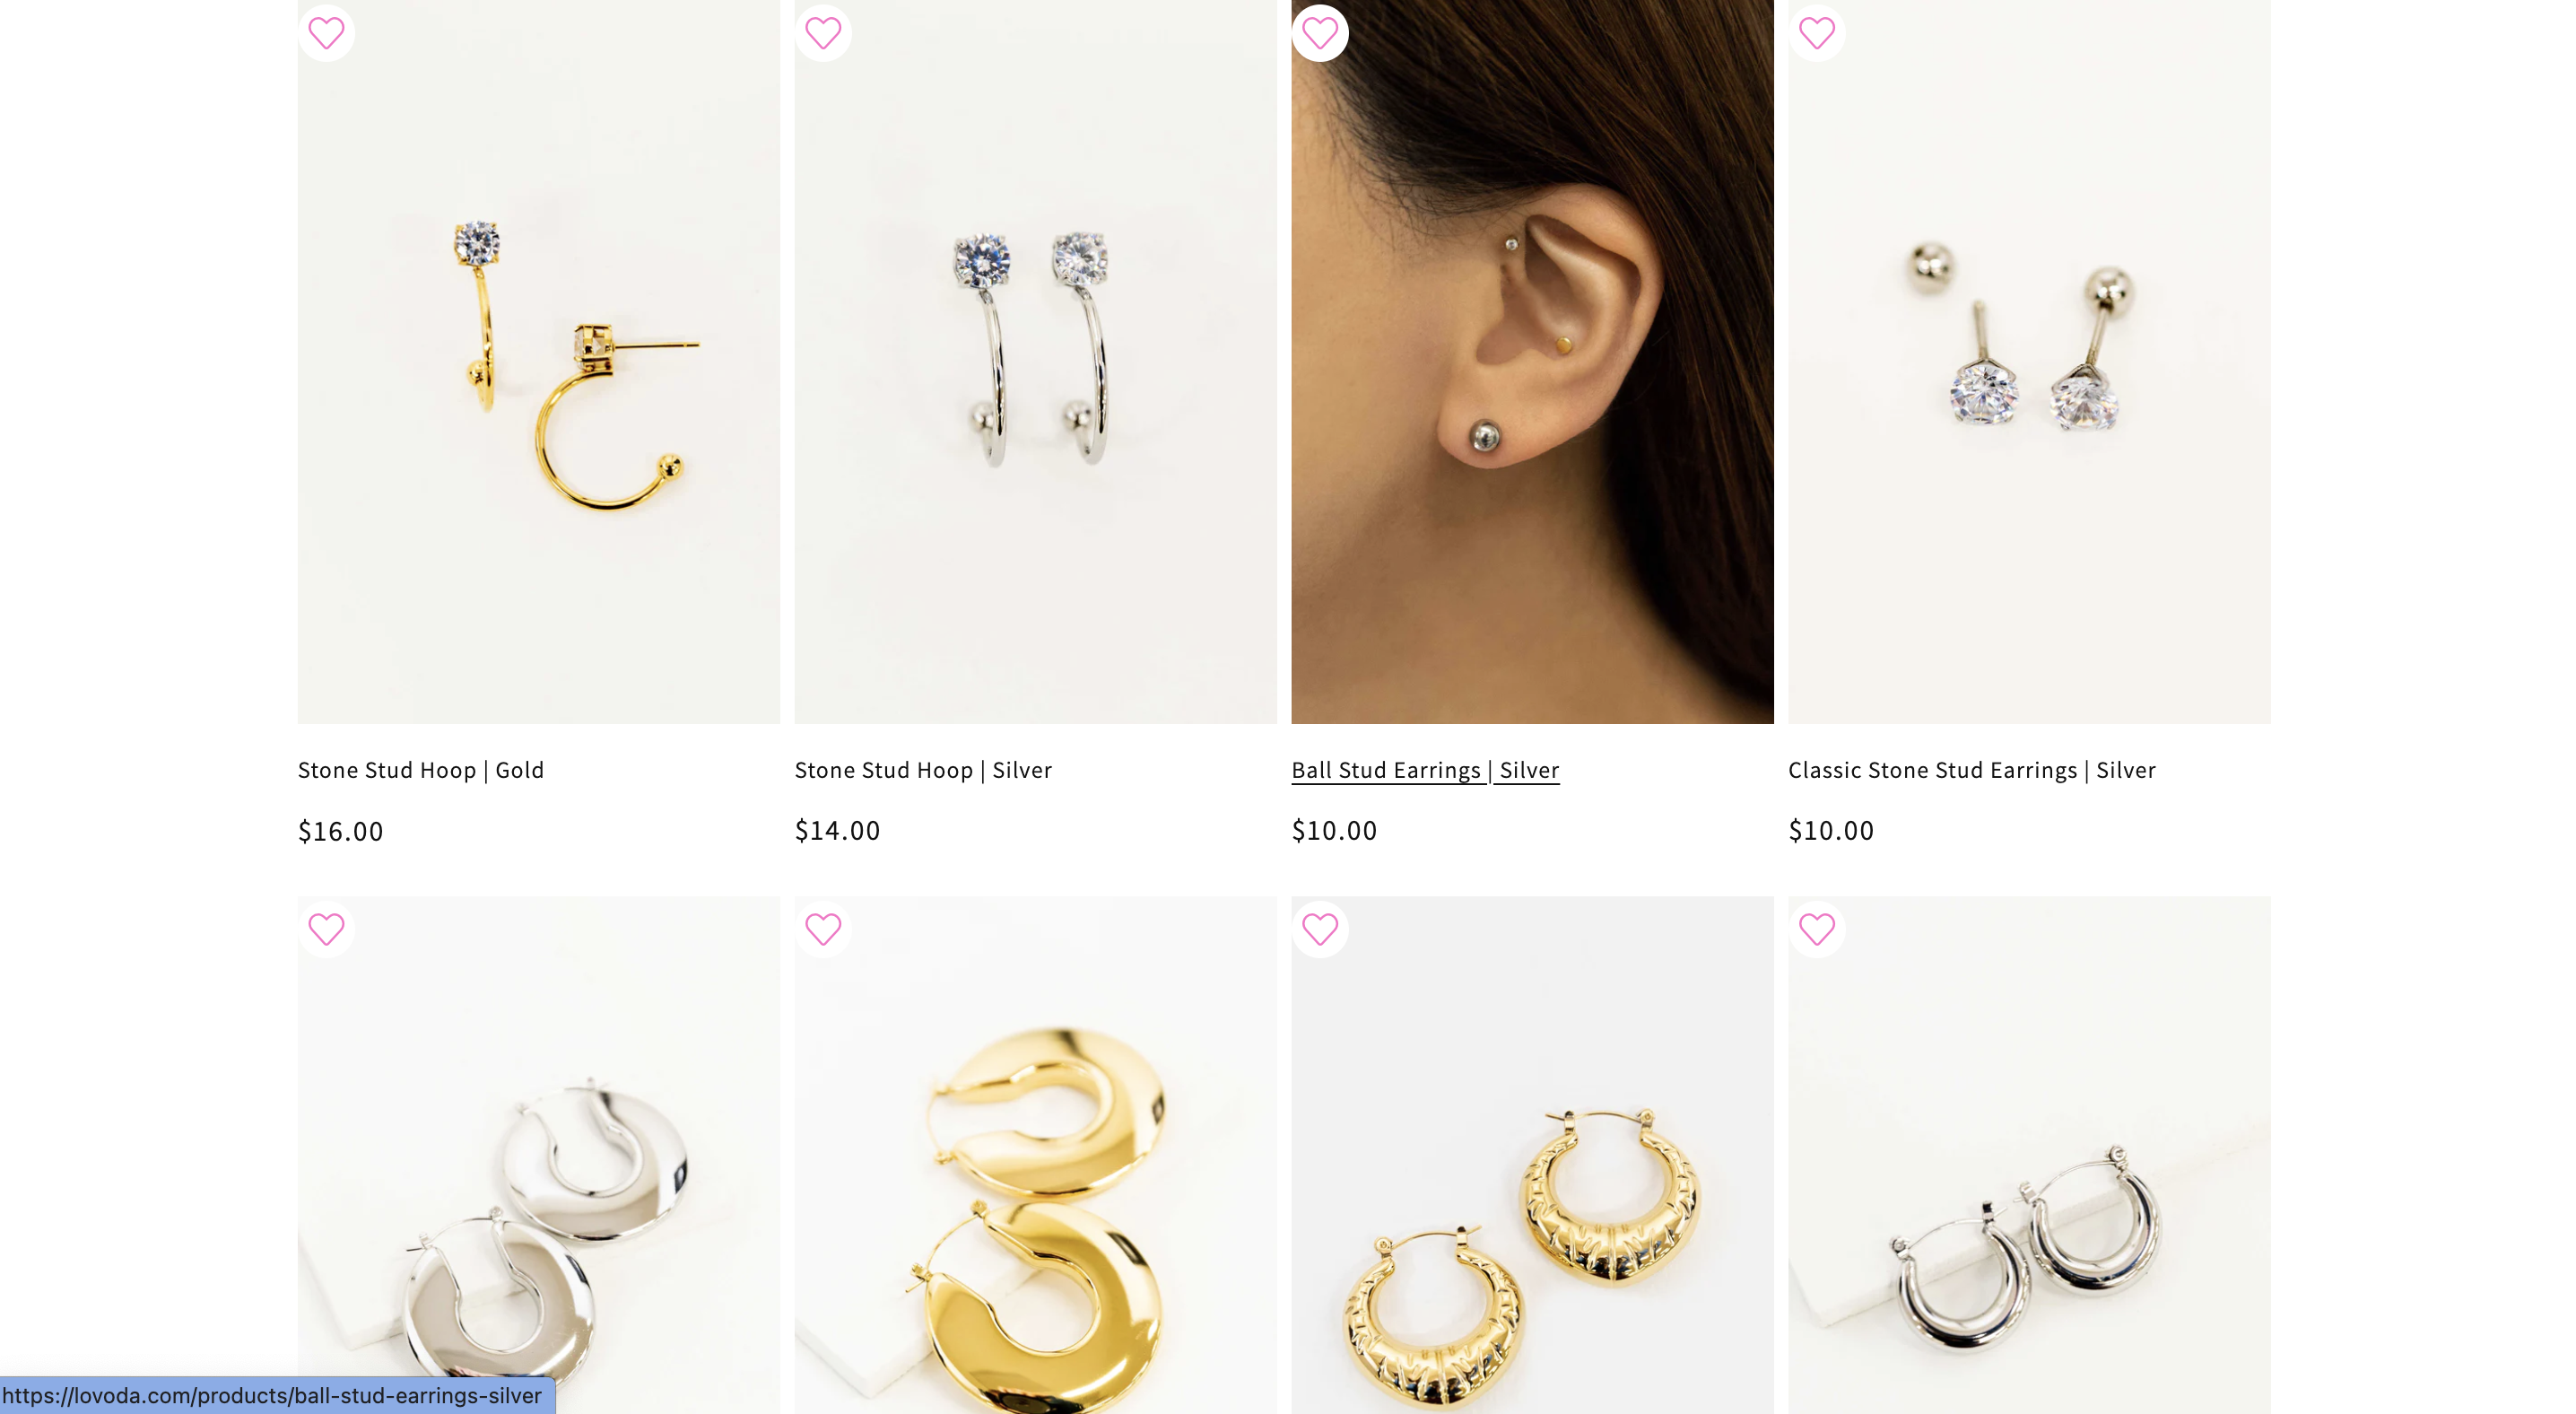 Stone Stud Hoop | Gold
$16.00
Stone Stud Hoop | Silver
$14.00
Ball Stud Earrings | Silver
$10.00
Classic Stone Stud Earrings | Silver
$10.00
https://lovoda.com/products/ball-stud-earrings-silver